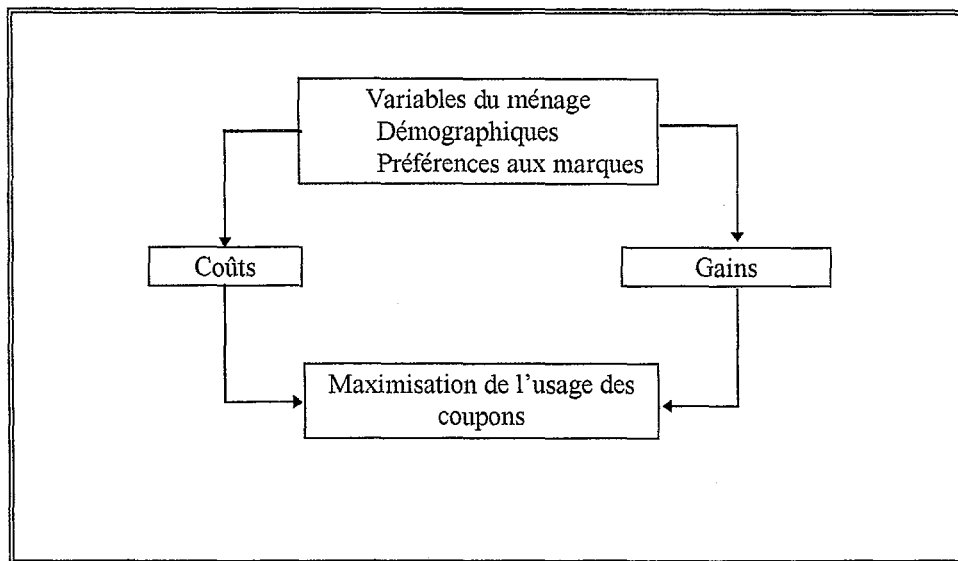 Variables du ménage
Démographiques
Préférences aux marques
Coûts
Gains
Maximisation de l'usage des
coupons